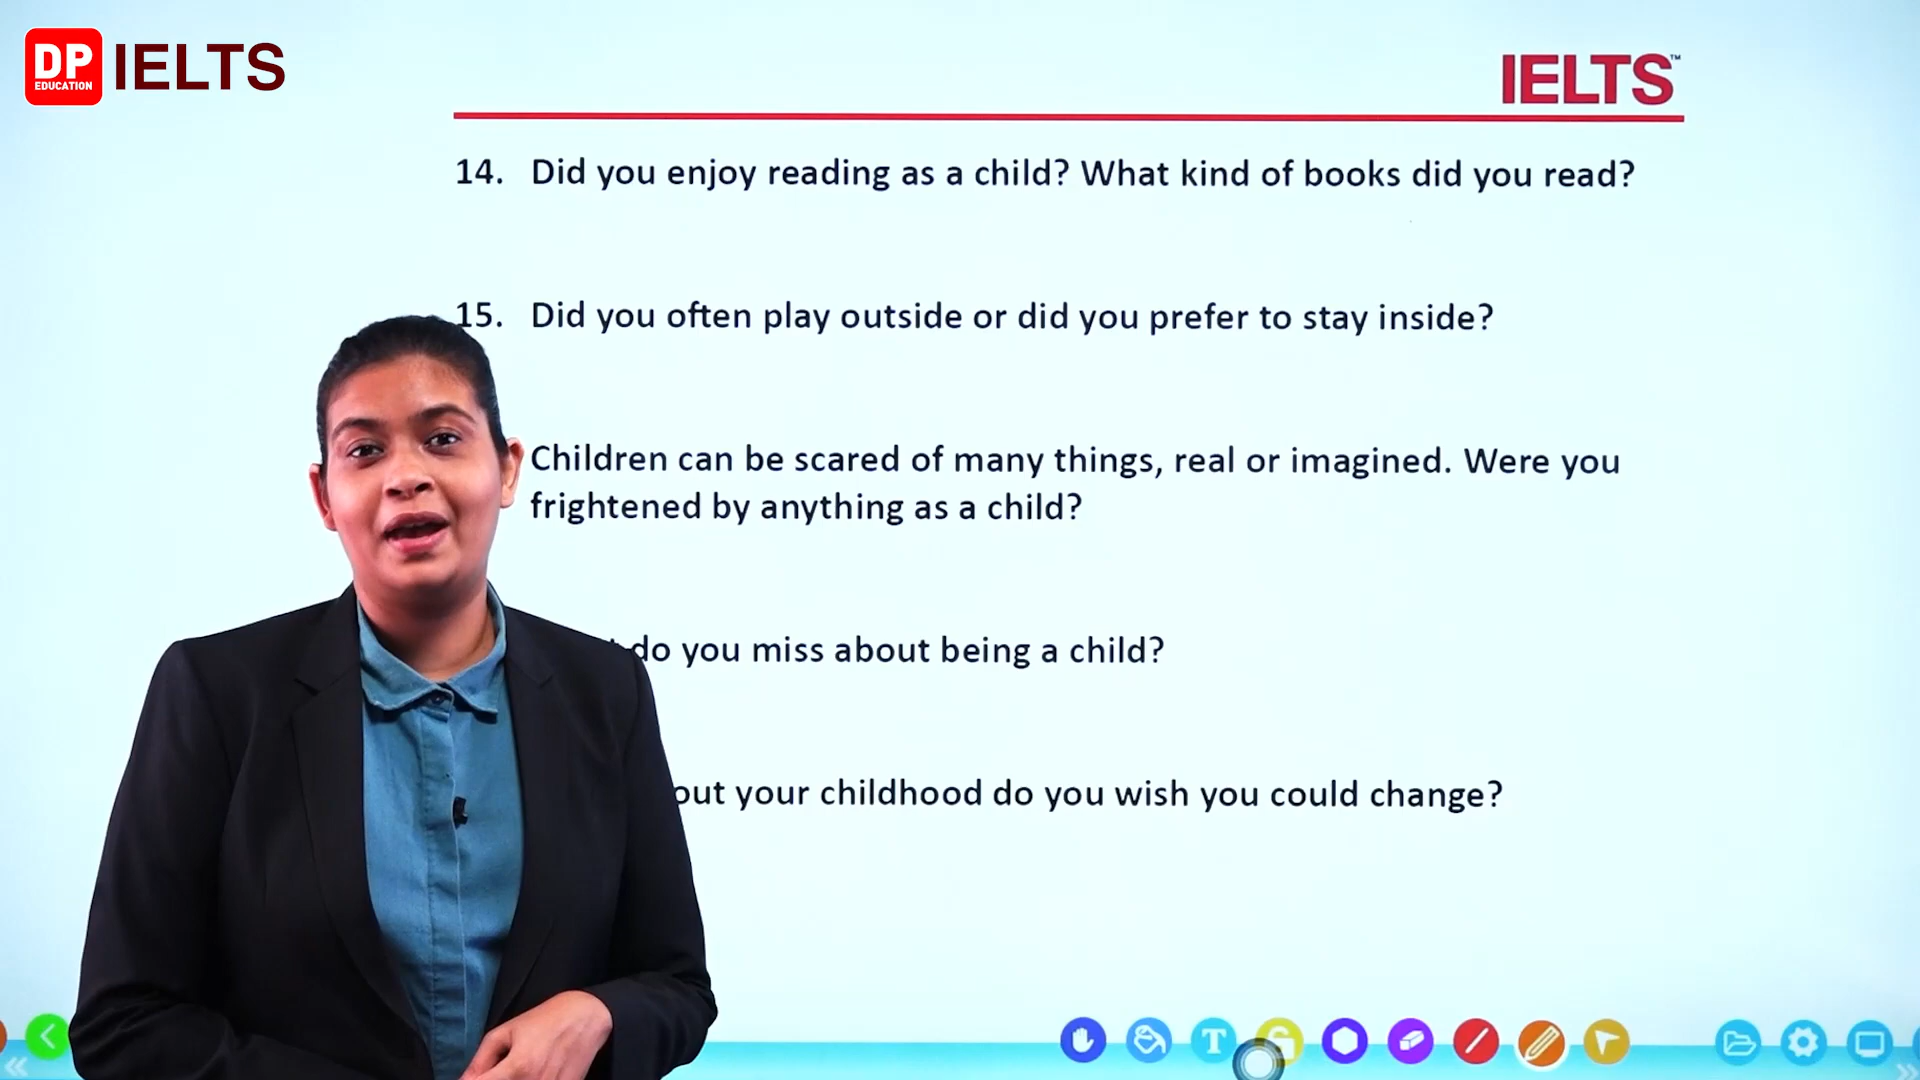 DP
EDUCATION
IELTS
IELTS™
14. Did you enjoy reading as a child? What kind of books did you read?
15. Did you often play outside or did you prefer to stay inside?
Children can be scared of many things, real or imagined. Were you
frightened by anything as a child?
do you miss about being a child?
your childhood do you wish you could change?
T